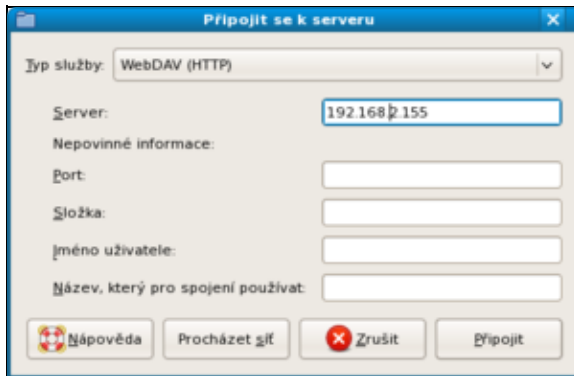 Připojit se k serveru
Typ služby: WebDAV (HTTP)
Server: 192.168.2.155
Nepovinné informace:
Port:
Složka:
Jméno uživatele:
Název, který pro spojení používat:
Nápověda Procházet síť Zrušit Připojit